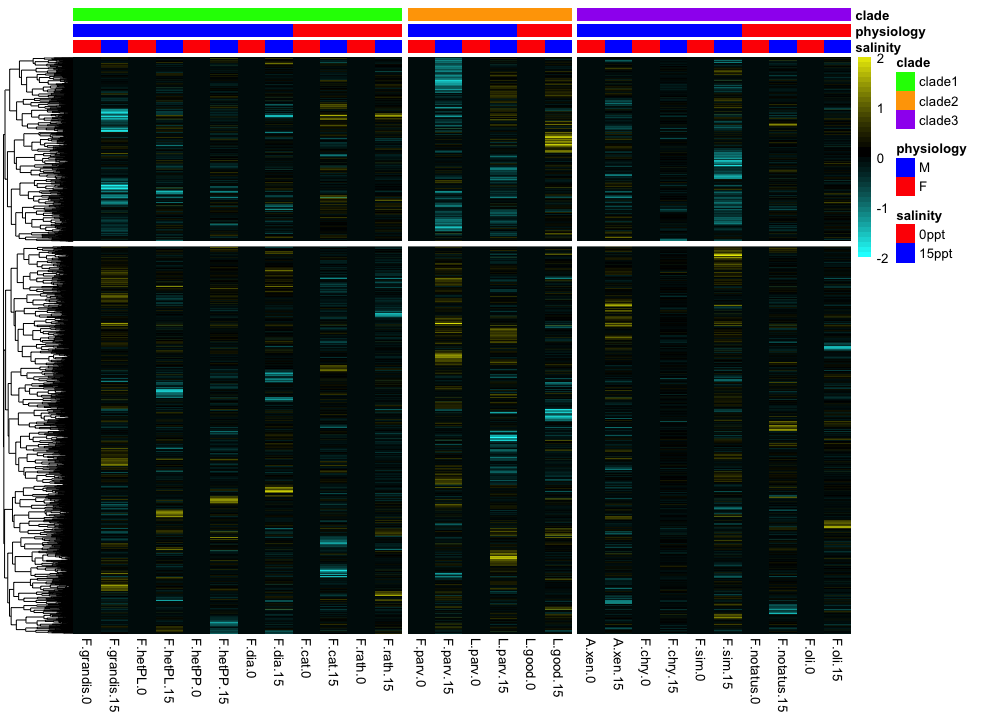 clade
physiology
salinity
2
1
0
-1
-2
clade
clade1
clade2
clade3
physiology
M
F
salinity
0ppt
15ppt
F.grandis.0
F.grandis.15
F.hetPL.0
F.hetPL.15
F.hetPP.0
F.hetPP.15
F.dia.0
F.dia.15
F.cat.0
F.cat.15
F.rath.0
F.rath.15
F.parv.0
F.parv.15
L.parv.0
L.parv.15
L.good.0
L.good.15
A.xen.0
A.xen.15
F.chy.0
F.chy.15
F.sim.0
F.sim.15
F.notatus.0
F.notatus.15
F.oli.0
F.oli.15